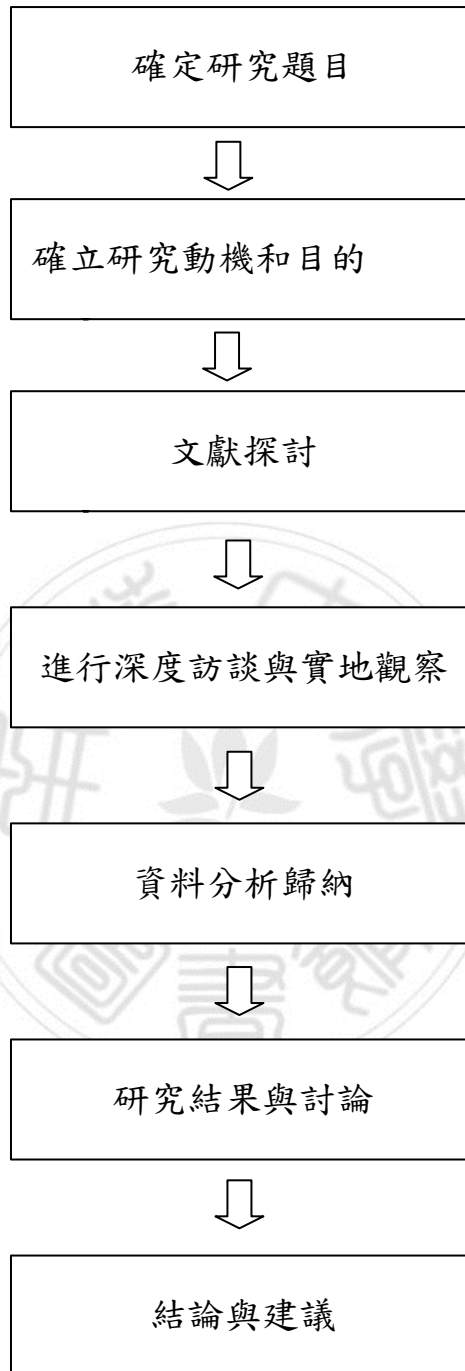 確定研究題目
確立研究動機和目的
文獻探討
進行深度訪談與實地觀察
資料分析歸納
研究結果與討論
結論與建議